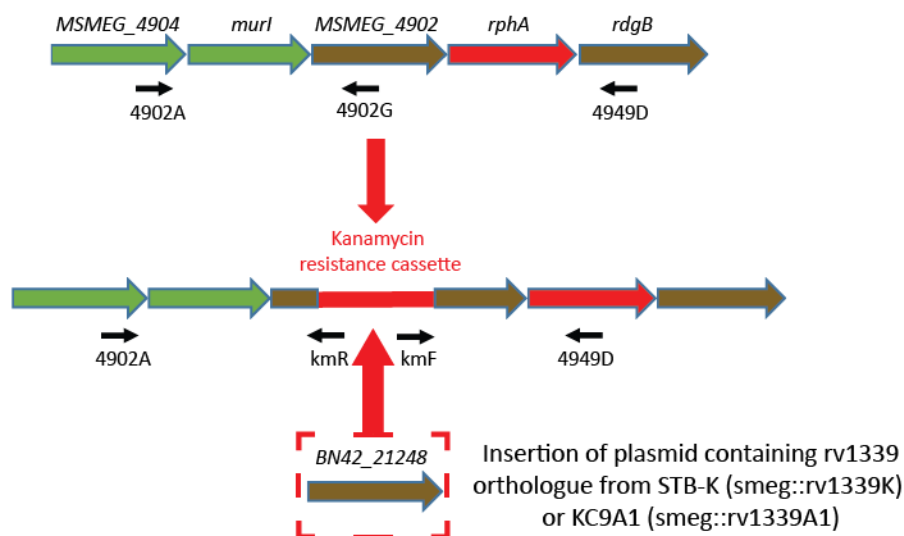 MSMEG_4904 murI MSMEG_4902 rphA rdgB
4902A 4902G 4949D
Kanamycin
resistance cassette
4902A kmR kmF 4949D
BN42_21248
Insertion of plasmid containing rv1339
orthologue from STB-K (smeg::rv1339K)
or KC9A1 (smeg::rv1339A1)